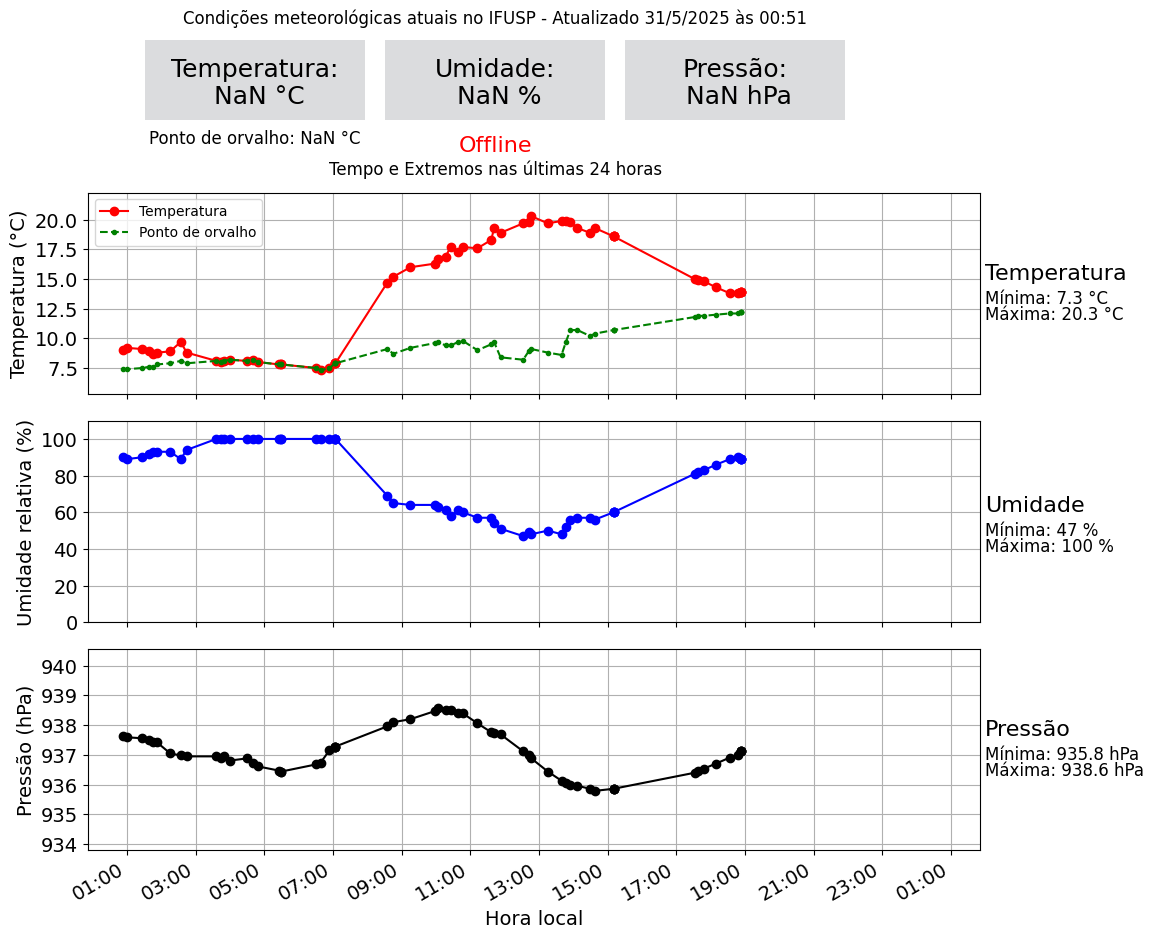 Condições meteorológicas atuais no IFUSP - Atualizado 31/5/2025 às 00:51
Temperatura:
NaN °C
Umidade:
NaN %
Pressão:
NaN hPa
Ponto de orvalho: NaN °C
Offline
Tempo e Extremos nas últimas 24 horas
Temperatura (°C)
20.0
17.5
15.0
12.5
10.0
7.5
Temperatura
Ponto de orvalho
Temperatura
Mínima: 7.3 °C
Máxima: 20.3 °C
Umidade relativa (%)
100
80
60
40
20
0
Umidade
Mínima: 47 %
Máxima: 100 %
Pressão (hPa)
940
939
938
937
936
935
934
Pressão
Mínima: 935.8 hPa
Máxima: 938.6 hPa
01:00 03:00 05:00 07:00 09:00 11:00 13:00 15:00 17:00 19:00 21:00 23:00 01:00
Hora local